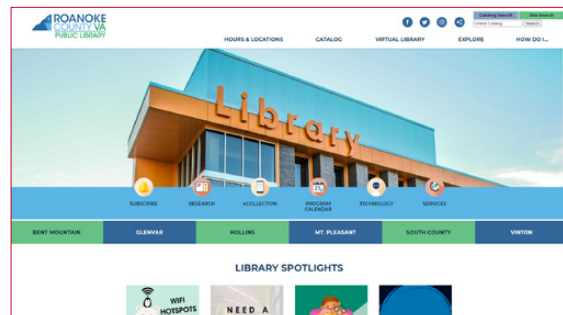 ROANOKE
COUNTY VA
PUBLIC LIBRARY
Catalog Search
Site Search
Search
HOURS & LOCATIONS
CATALOG
VIRTUAL LIBRARY
EXPLORE
HOW DO I...
Library
SUBSCRIBE
RESEARCH
eCOLLECTION
PROGRAM
CALENDAR
TECHNOLOGY
SERVICES
BENT MOUNTAIN
GLENVAR
HOLLINS
MT. PLEASANT
SOUTH COUNTY
VINTON
LIBRARY SPOTLIGHTS
WIFI
HOTSPOTS
NEED A